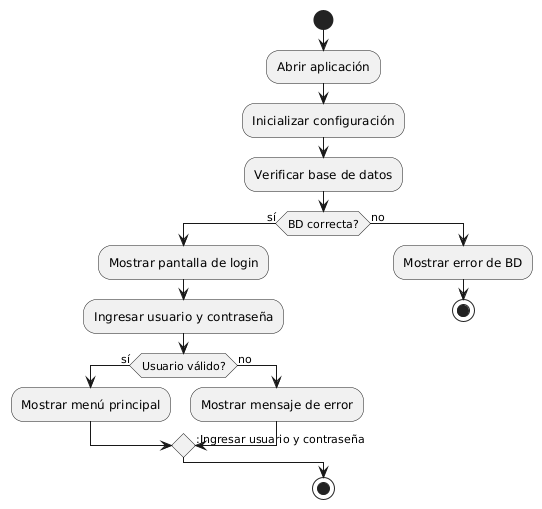 Abrir aplicación
Inicializar configuración
Verificar base de datos
sí
BD correcta?
no
Mostrar pantalla de login
Mostrar error de BD
Ingresar usuario y contraseña
sí
Usuario válido?
no
Mostrar menú principal
Mostrar mensaje de error
:Ingresar usuario y contraseña